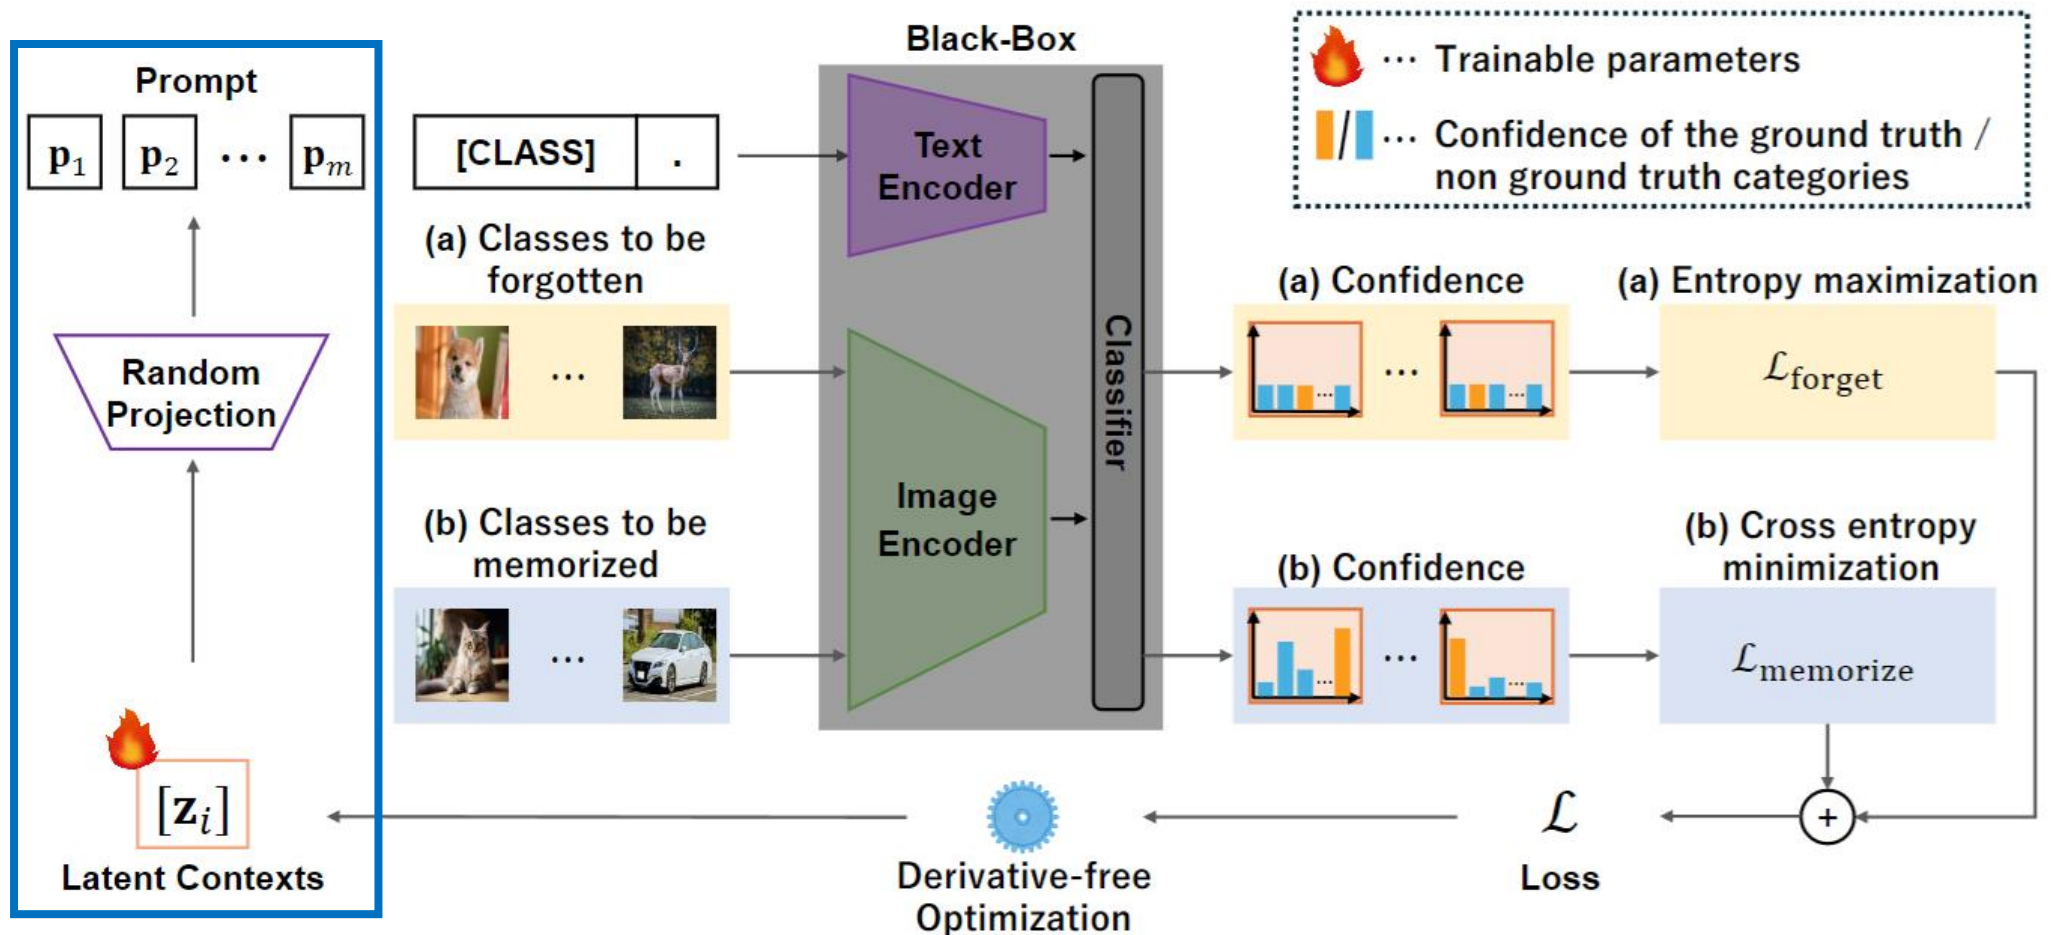 Black-Box
Prompt
p1 p2 ··· pm
[CLASS] .
Text
Encoder
··· Trainable parameters
/ ··· Confidence of the ground truth /
non ground truth categories
(a) Classes to be
forgotten
···
Random
Projection
(b) Classes to be
memorized
···
Image
Encoder
Classifier
(a) Confidence
... ··· ...
(a) Entropy maximization
ℒforget
(b) Confidence
... ··· ...
(b) Cross entropy
minimization
ℒmemorize
[zi]
Latent Contexts
Derivative-free
Optimization
ℒ
Loss
+